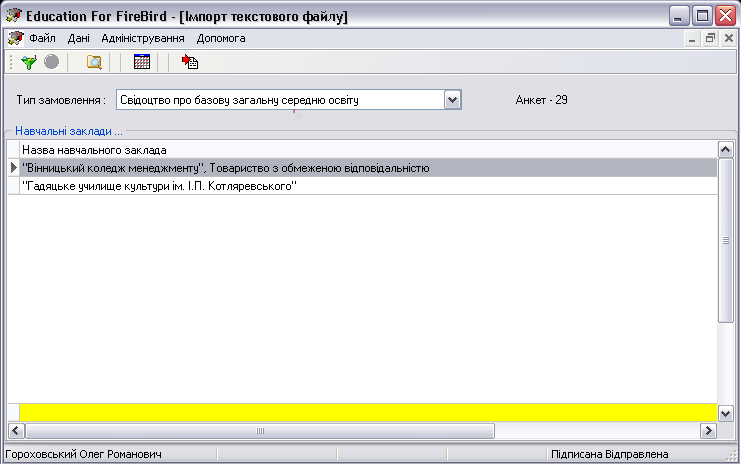 Education For FireBird - [Імпорт текстового файлу]
Файл Дані Адміністрування Допомога
Тип замовлення : Свідоцтво про базову загальну середню освіту Анкет - 29
Навчальні заклади ...
Назва навчального заклада
"Вінницький коледж менеджменту", Товариство з обмеженою відповідальністю
"Гадяцьке училище культури ім. І.П. Котляревського"
Гороховський Олег Романович Підписана Відправлена